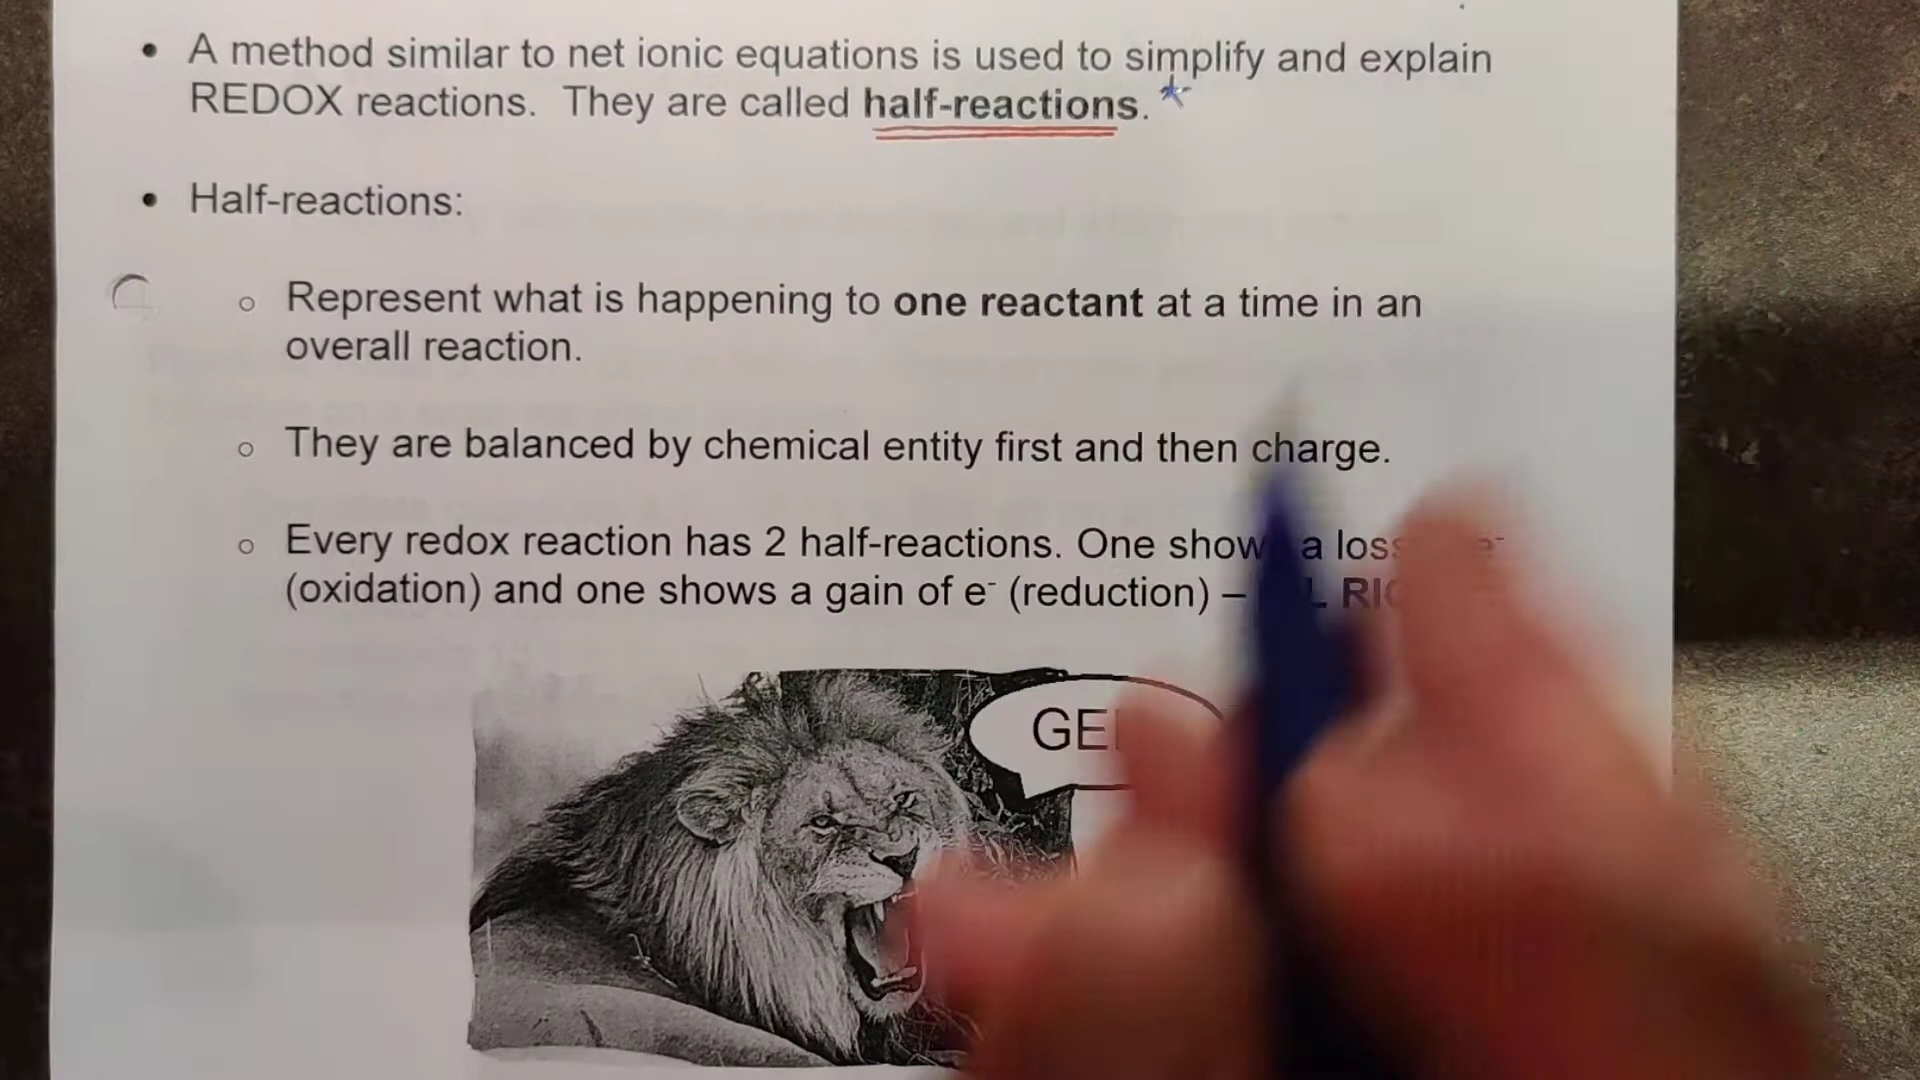 • A method similar to net ionic equations is used to simplify and explain
REDOX reactions. They are called half-reactions. *
• Half-reactions:
○ Represent what is happening to one reactant at a time in an
overall reaction.
○ They are balanced by chemical entity first and then charge.
○ Every redox reaction has 2 half-reactions. One show a loss e⁻
(oxidation) and one shows a gain of e⁻ (reduction) –
GE